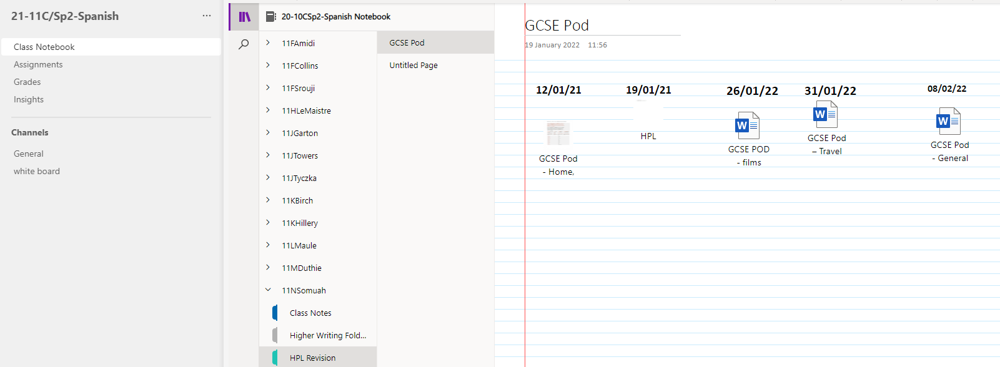 21-11C/Sp2-Spanish
...
Class Notebook
Assignments
Grades
Insights
Channels
General
white board
20-10CSp2-Spanish Notebook
11FAmidi
11FCollins
11FSrouji
11HLeMaistre
11JGarton
11JTowers
11JTyczka
11KBirch
11KHillery
11LMaule
11MDuthie
11NSomuah
Class Notes
Higher Writing Fold...
HPL Revision
GCSE Pod
Untitled Page
GCSE Pod
19 January 2022 11:56
12/01/21
GCSE Pod
- Home,
19/01/21
HPL
26/01/22
W
GCSE POD
- films
31/01/22
W
GCSE Pod
– Travel
08/02/22
W
GCSE Pod
- General